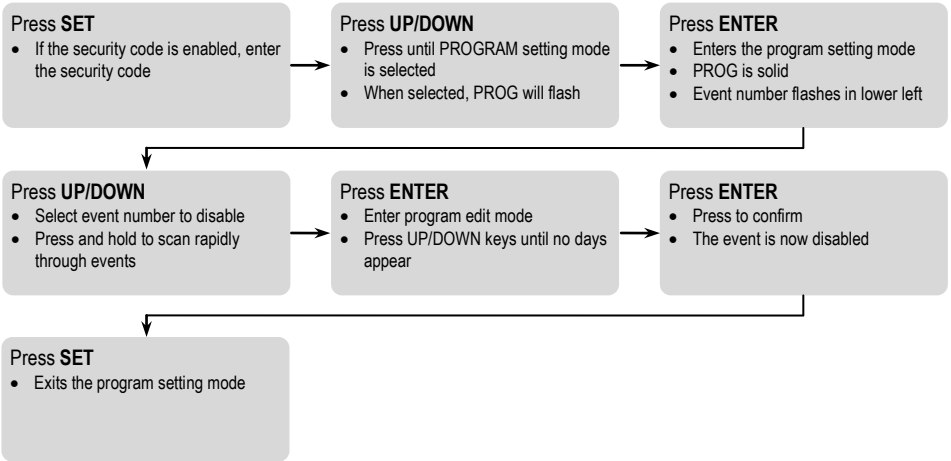 Press SET
• If the security code is enabled, enter
the security code
Press UP/DOWN
• Press until PROGRAM setting mode
is selected
• When selected, PROG will flash
Press ENTER
• Enters the program setting mode
• PROG is solid
• Event number flashes in lower left
Press UP/DOWN
• Select event number to disable
• Press and hold to scan rapidly
through events
Press ENTER
• Enter program edit mode
• Press UP/DOWN keys until no days
appear
Press ENTER
• Press to confirm
• The event is now disabled
Press SET
• Exits the program setting mode